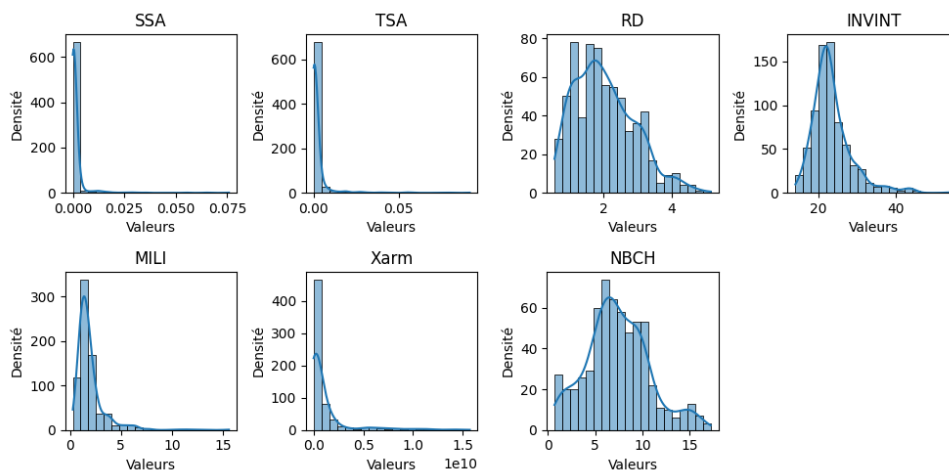 SSA
TSA
RD
INVINT
600
400
200
0
Densité
0.000 0.025 0.050 0.075
Valeurs
600
400
200
0
Densité
0.00 0.05
Valeurs
80
60
40
20
0
Densité
2 4
Valeurs
150
100
50
0
Densité
20 40
Valeurs
MILI
Xarm
NBCH
300
200
100
0
Densité
0 5 10 15
Valeurs
400
300
200
100
0
Densité
0.0 0.5 1.0 1.5
1e10
Valeurs
60
40
20
0
Densité
5 10 15
Valeurs